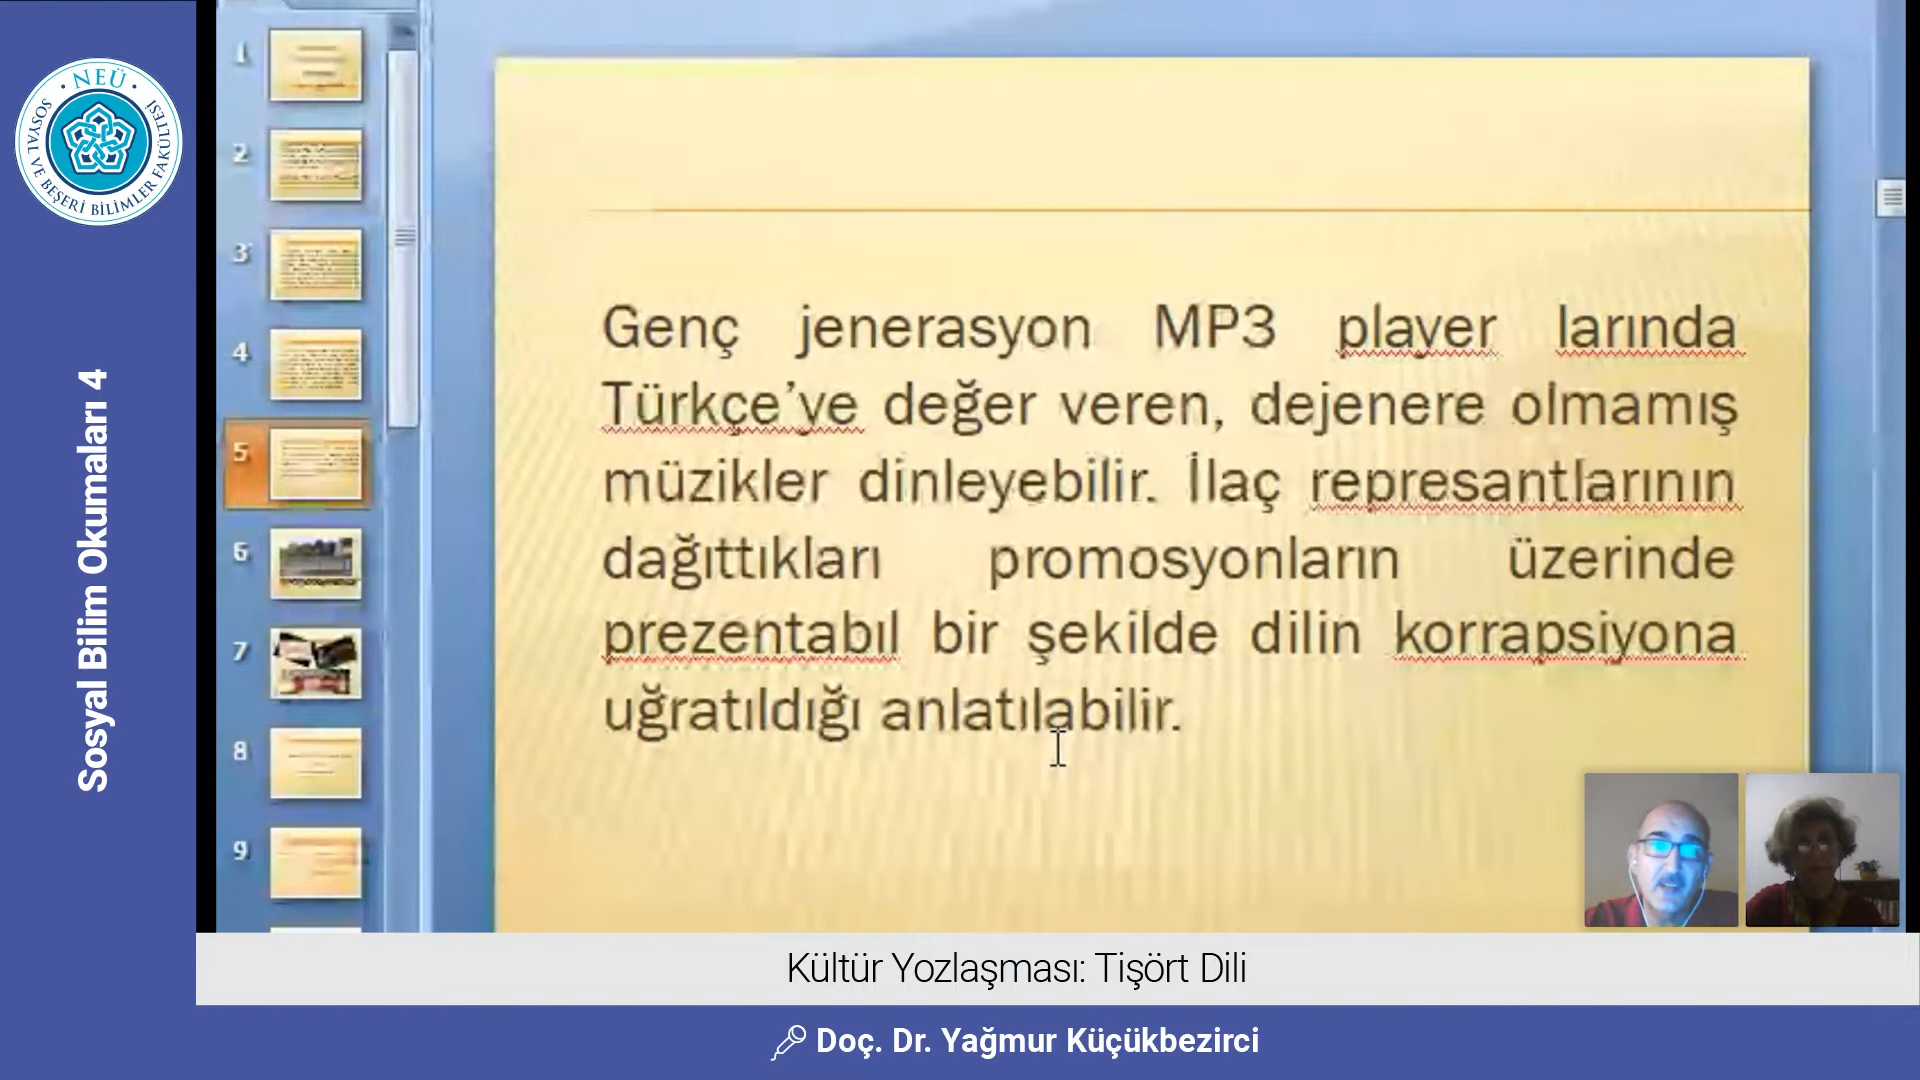 NEÜ
SOSYAL VE BEŞERİ BİLİMLER FAKÜLTESİ
Sosyal Bilim Okumaları 4
1
2
3
4
5
6
7
8
9
Genç jenerasyon MP3 player larında
Türkçe’ye değer veren, dejenere olmamış
müzikler dinleyebilir. İlaç represantlarının
dağıttıkları promosyonların üzerinde
prezentabıl bir şekilde dilin korrapsiyona
uğratıldığı anlatılabilir.
Kültür Yozlaşması: Tişört Dili
Doç. Dr. Yağmur Küçükbezirci